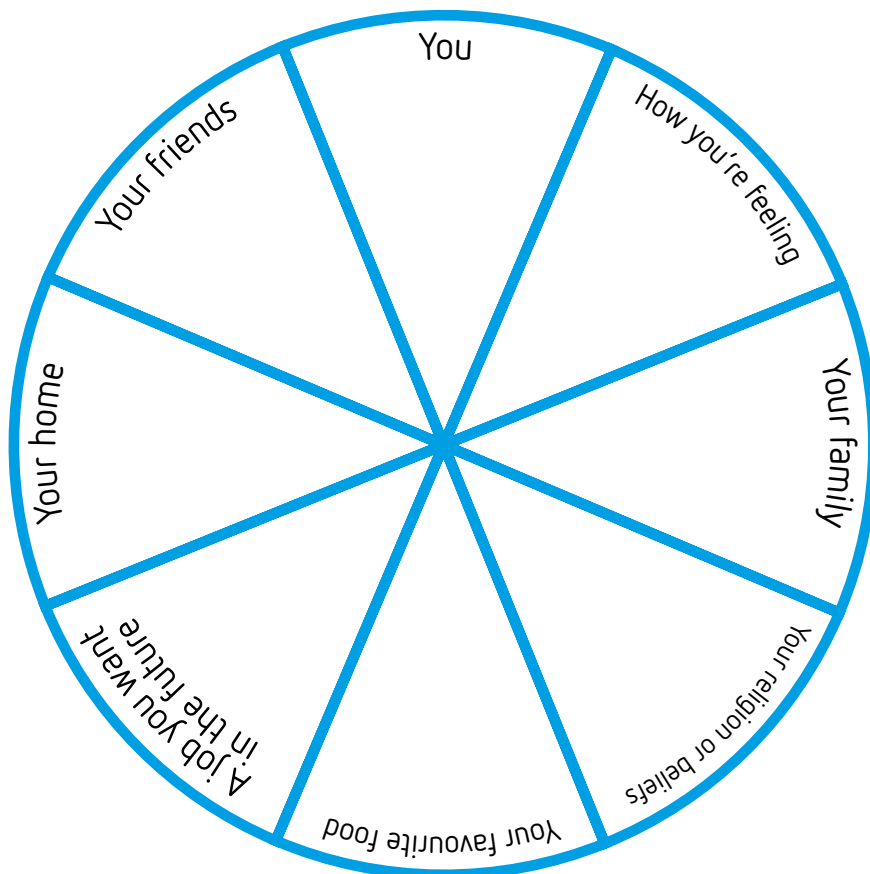 You
How you’re feeling
Your family
Your religion or beliefs
Your favourite food
A job you want
in the future
Your home
Your friends